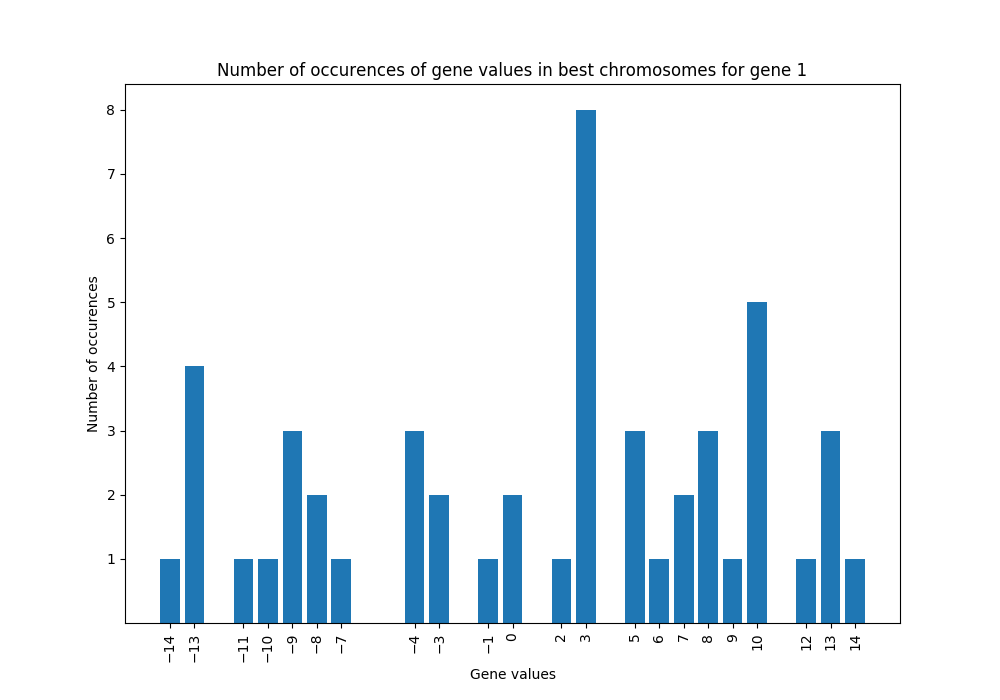 Number of occurences of gene values in best chromosomes for gene 1
8
7
6
5
4
3
2
1
Number of occurences
−14 −13 −11 −10 −9 −8 −7 −4 −3 −1 0 2 3 5 6 7 8 9 10 12 13 14
Gene values